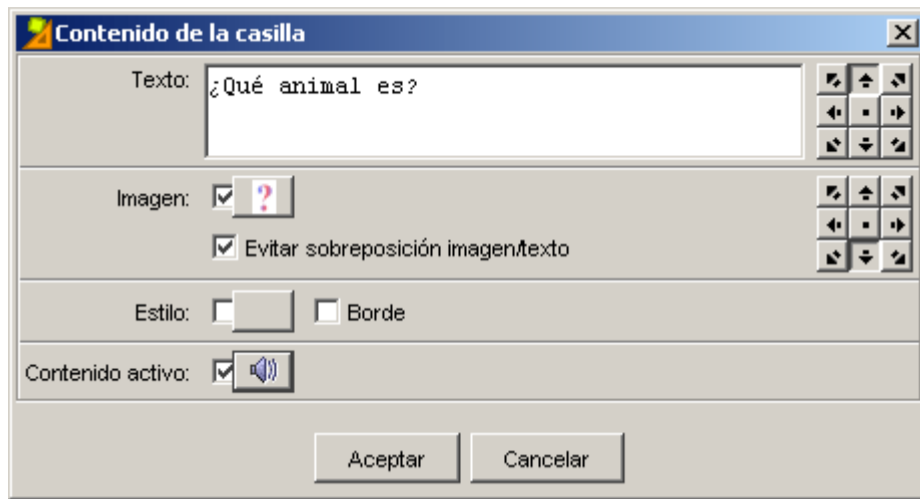 Contenido de la casilla
Texto: ¿Qué animal es?
Imagen: ?
Evitar sobreposición imagen/texto
Estilo: Borde
Contenido activo:
Aceptar Cancelar